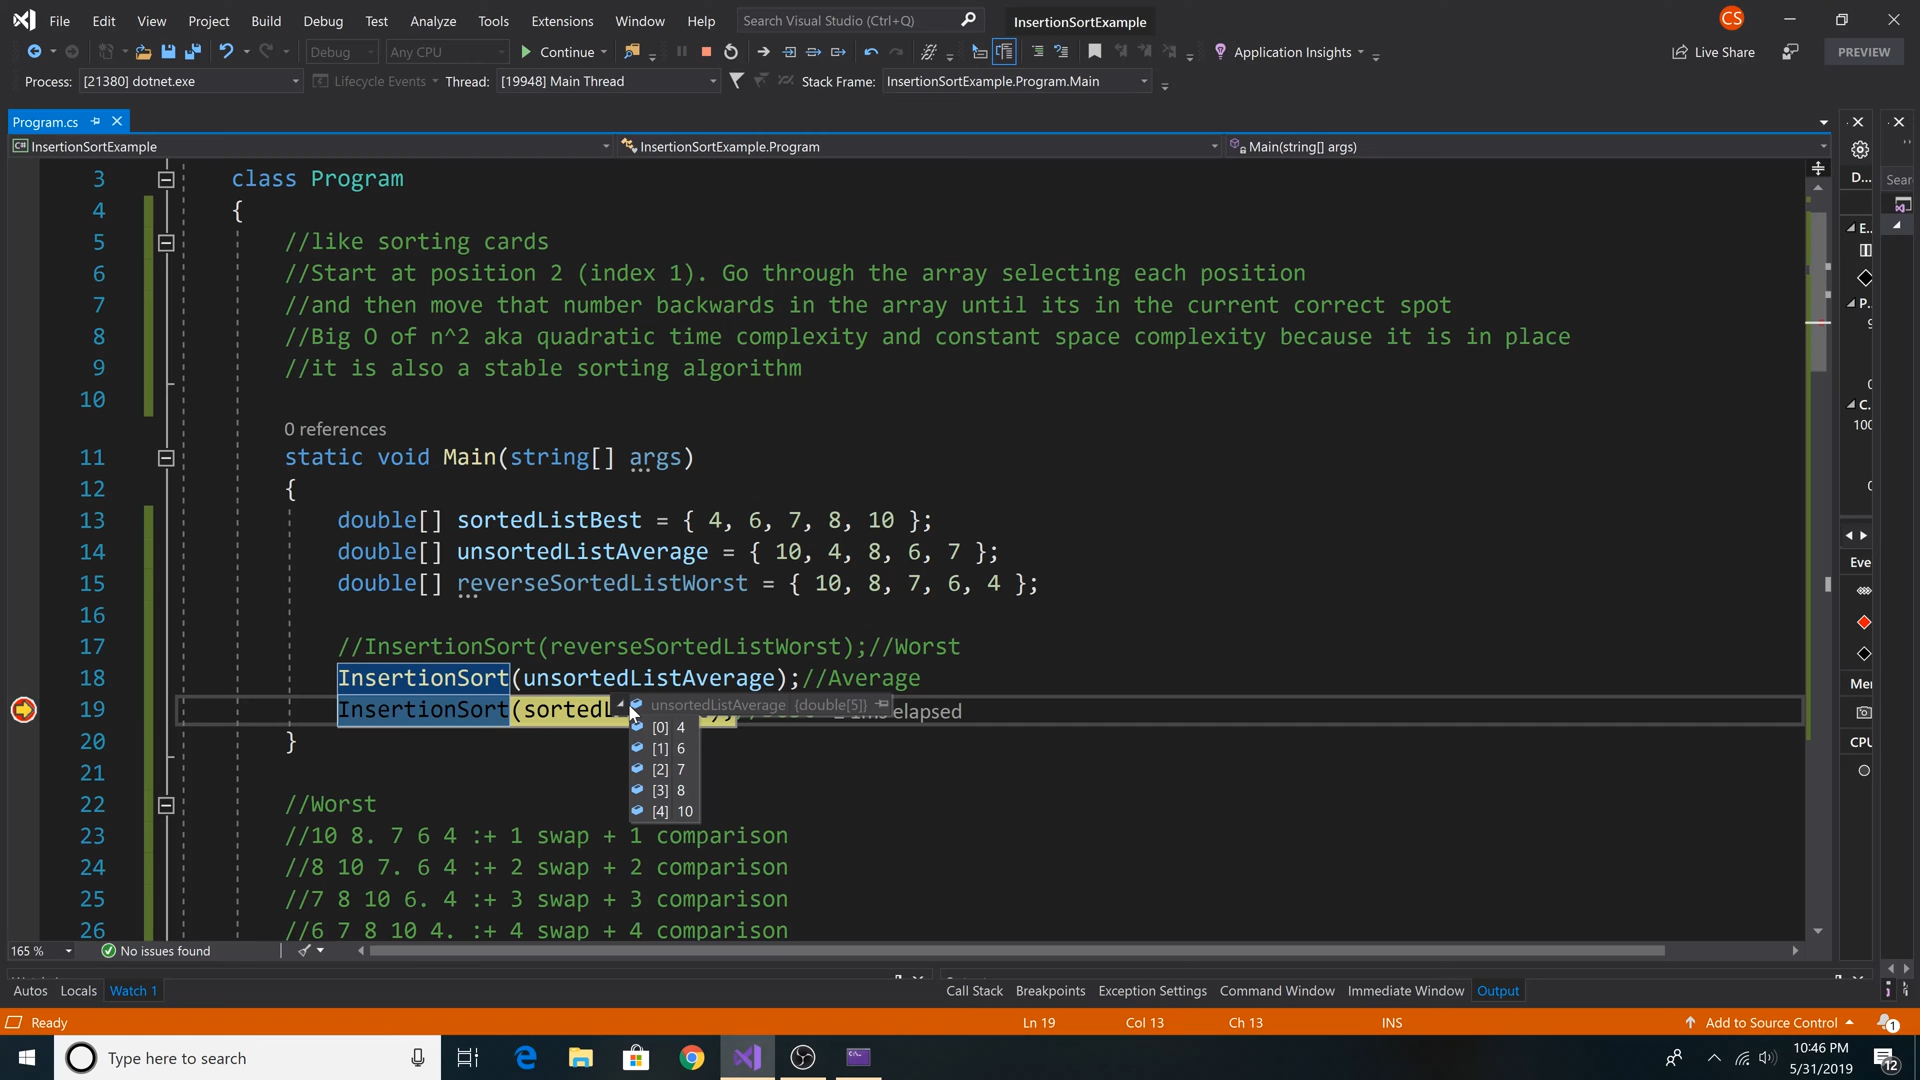 File Edit View Project Build Debug Test Analyze Tools Extensions Window Help Search Visual Studio (Ctrl+Q) InsertionSortExample CS
Debug Any CPU Continue Application Insights Live Share PREVIEW
Process: [21380] dotnet.exe Lifecycle Events Thread: [19948] Main Thread Stack Frame: InsertionSortExample.Program.Main
Program.cs
InsertionSortExample InsertionSortExample.Program Main(string[] args)
3 class Program
4 {
5 //like sorting cards
6 //Start at position 2 (index 1). Go through the array selecting each position
7 //and then move that number backwards in the array until its in the current correct spot
8 //Big O of n^2 aka quadratic time complexity and constant space complexity because it is in place
9 //it is also a stable sorting algorithm
10
0 references
11 static void Main(string[] args)
12 {
13 double[] sortedListBest = { 4, 6, 7, 8, 10 };
14 double[] unsortedListAverage = { 10, 4, 8, 6, 7 };
15 double[] reverseSortedListWorst = { 10, 8, 7, 6, 4 };
16
17 //InsertionSort(reverseSortedListWorst);//Worst
18 InsertionSort(unsortedListAverage);//Average
19 InsertionSort(sortedL elapsed
unsortedListAverage {double[5]}
[0] 4
[1] 6
[2] 7
[3] 8
[4] 10
20 }
21
22 //Worst
23 //10 8. 7 6 4 :+ 1 swap + 1 comparison
24 //8 10 7. 6 4 :+ 2 swap + 2 comparison
25 //7 8 10 6. 4 :+ 3 swap + 3 comparison
26 //6 7 8 10 4. :+ 4 swap + 4 comparison
D...
Sear
E...
P...
9
0
C...
100
0
Eve
Mer
CPU
165 % No issues found
Autos Locals Watch 1 Call Stack Breakpoints Exception Settings Command Window Immediate Window Output
Ready Ln 19 Col 13 Ch 13 INS Add to Source Control 1
Type here to search 10:46 PM
5/31/2019 12